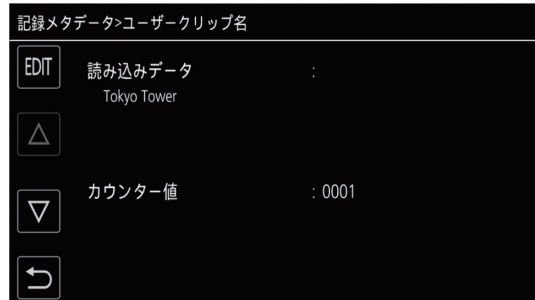 記録メタデータ>ユーザークリップ名
EDIT
読み込みデータ :
Tokyo Tower
カウンター値 : 0001